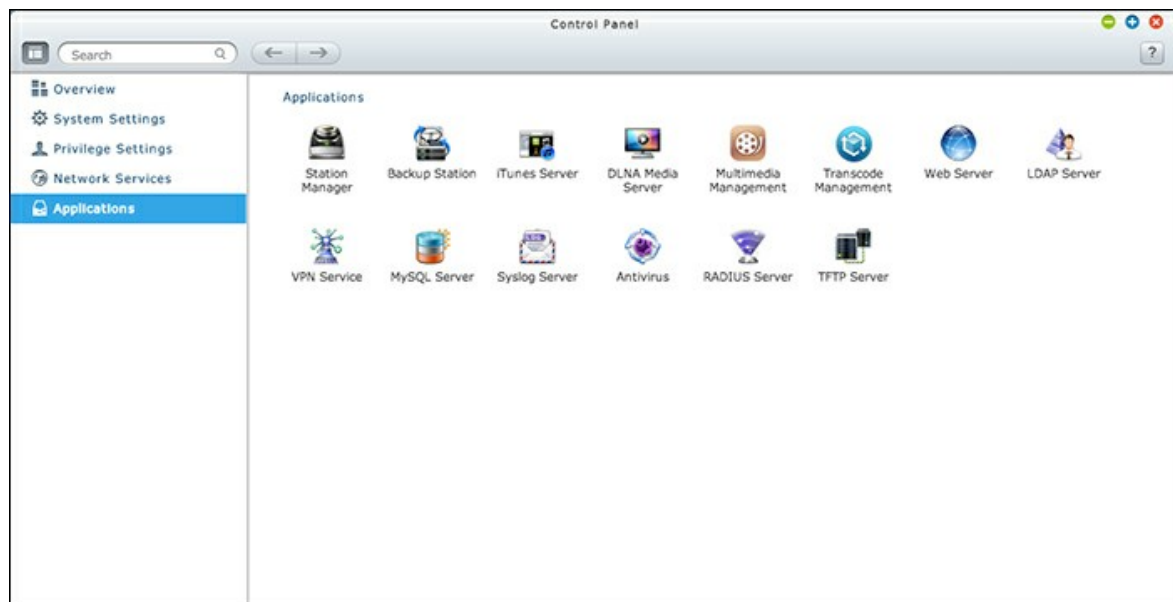 Control Panel
Search
?
Overview
System Settings
Privilege Settings
Network Services
Applications
Applications
Station
Manager
Backup Station
iTunes Server
DLNA Media
Server
Multimedia
Management
Transcode
Management
Web Server
LDAP Server
VPN Service
MySQL Server
Syslog Server
Antivirus
RADIUS Server
TFTP Server